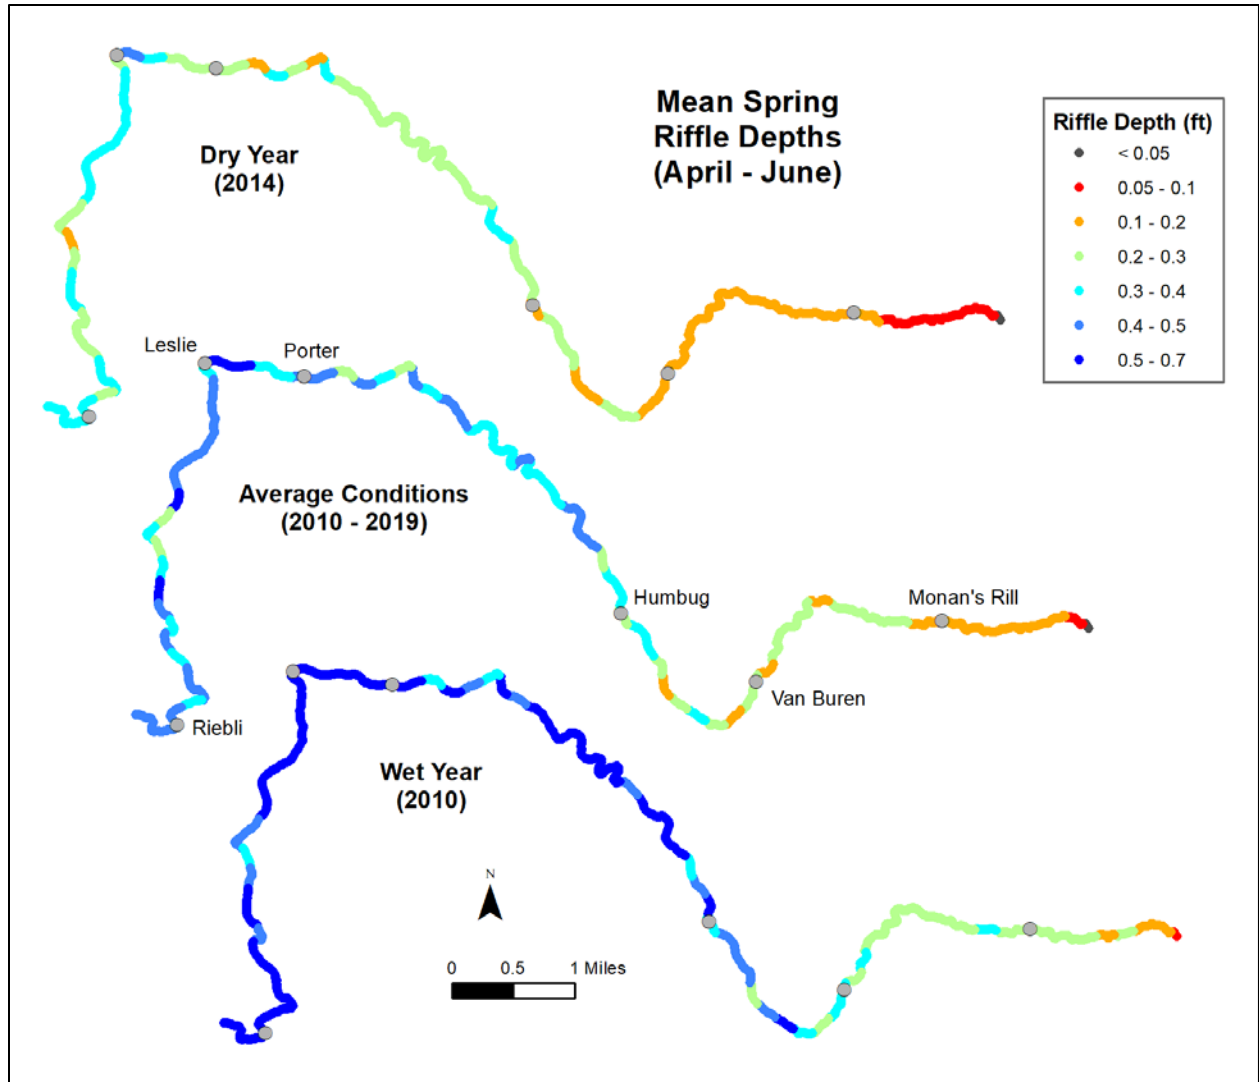 Mean Spring
Riffle Depths
(April - June)
Riffle Depth (ft)
< 0.05
0.05 - 0.1
0.1 - 0.2
0.2 - 0.3
0.3 - 0.4
0.4 - 0.5
0.5 - 0.7
Dry Year
(2014)
Leslie
Porter
Average Conditions
(2010 - 2019)
Humbug
Monan's Rill
Van Buren
Riebli
Wet Year
(2010)
N
0 0.5 1 Miles